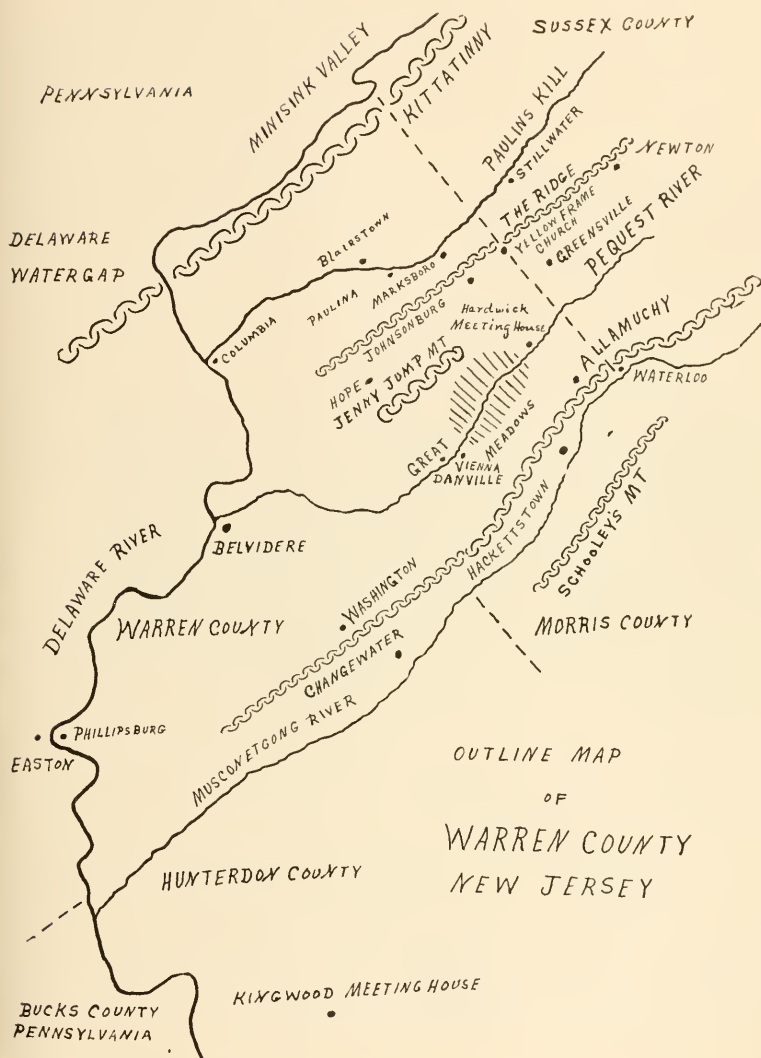 SUSSEX COUNTY
PENNSYLVANIA
MINISINK VALLEY
KITTATINNY
PAULINS KILL
STILLWATER
NEWTON
THE RIDGE
YELLOW FRAME
CHURCH
GREENSVILLE
PEQUEST RIVER
DELAWARE
WATER GAP
BLAIRSTOWN
MARKSBORO
PAULINA
COLUMBIA
JOHNSONBURG
Hardwick
MEETING HOUSE
HOPE
JENNY JUMP MT
ALLAMUCHY
WATERLOO
GREAT
MEADOWS
VIENNA
DANVILLE
BELVIDERE
HACKETTSTOWN
SCHOOLEY'S MT
DELAWARE RIVER
WARREN COUNTY
WASHINGTON
CHANGEWATER
MORRIS COUNTY
PHILLIPSBURG
EASTON
MUSCONETGONG RIVER
OUTLINE MAP
OF
WARREN COUNTY
NEW JERSEY
HUNTERDON COUNTY
KINGWOOD MEETING HOUSE
BUCKS COUNTY
PENNSYLVANIA